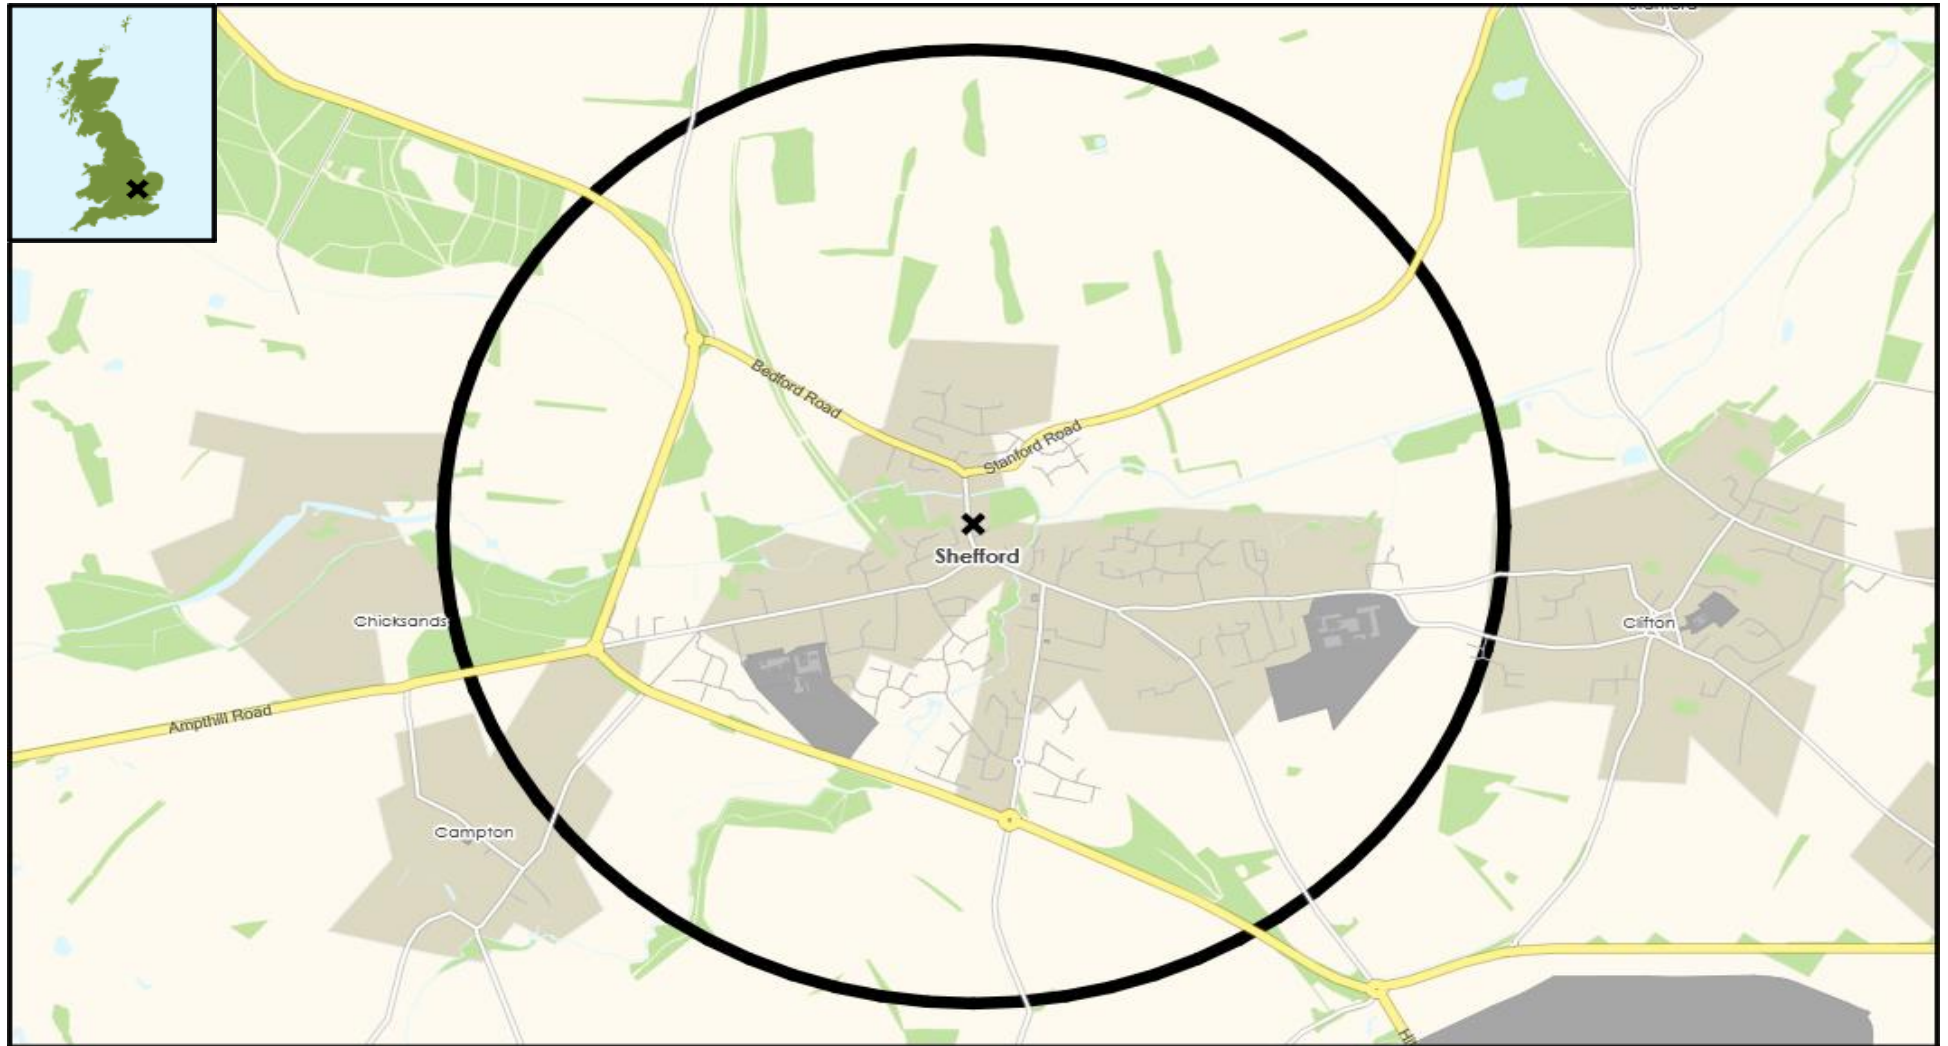 Bedford Road
Stanford Road
Shefford
Chicksands
Clifton
Ampthill Road
Campton